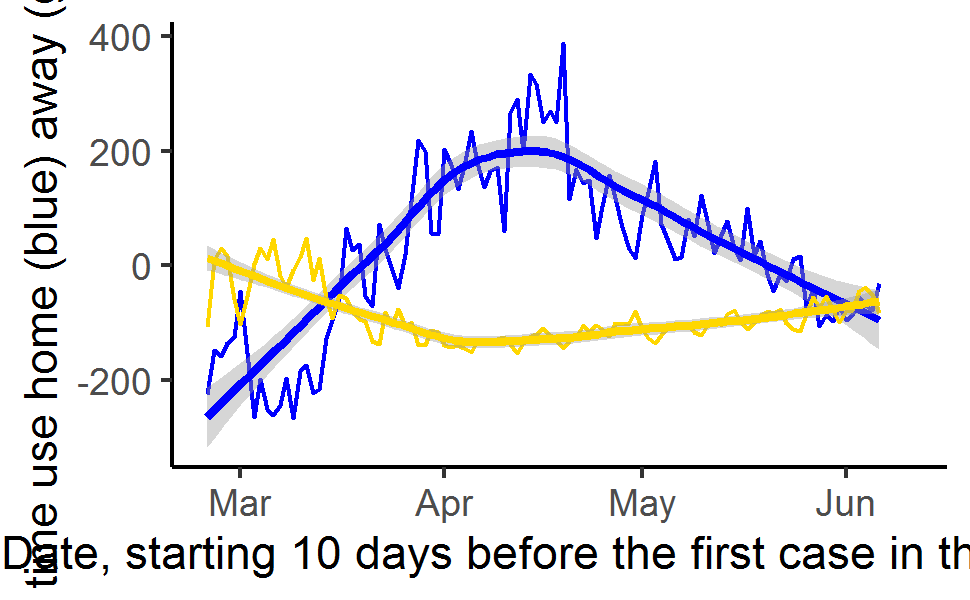 time use home (blue) away (
400
200
0
-200
Mar Apr May Jun
Date, starting 10 days before the first case in th